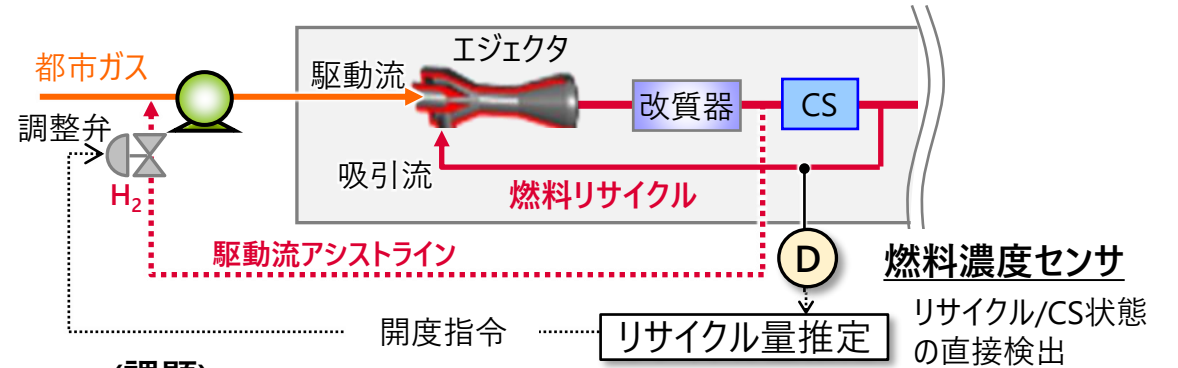 都市ガス
駆動流
エジェクタ
改質器
CS
調整弁
H₂
吸引流
燃料リサイクル
駆動流アシストライン
D
燃料濃度センサ
リサイクル/CS状態
の直接検出
開度指令
リサイクル量推定